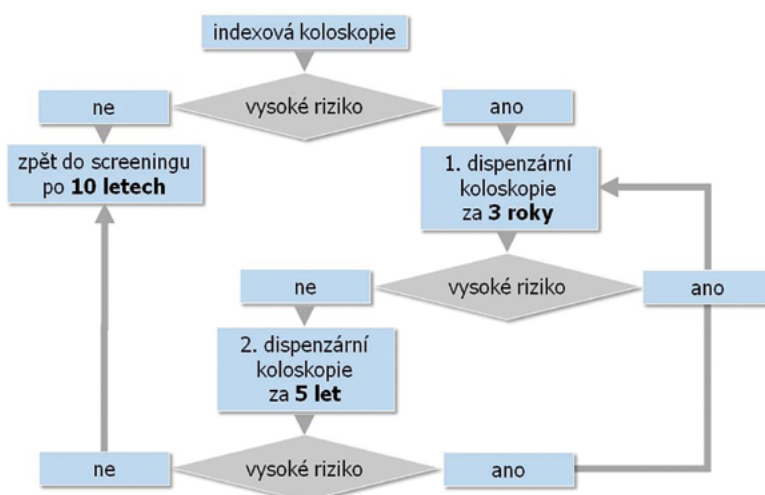 indexová koloskopie
ne
vysoké riziko
ano
zpět do screeningu
po 10 letech
1. dispenzární
koloskopie
za 3 roky
ne
vysoké riziko
ano
2. dispenzární
koloskopie
za 5 let
ne
vysoké riziko
ano